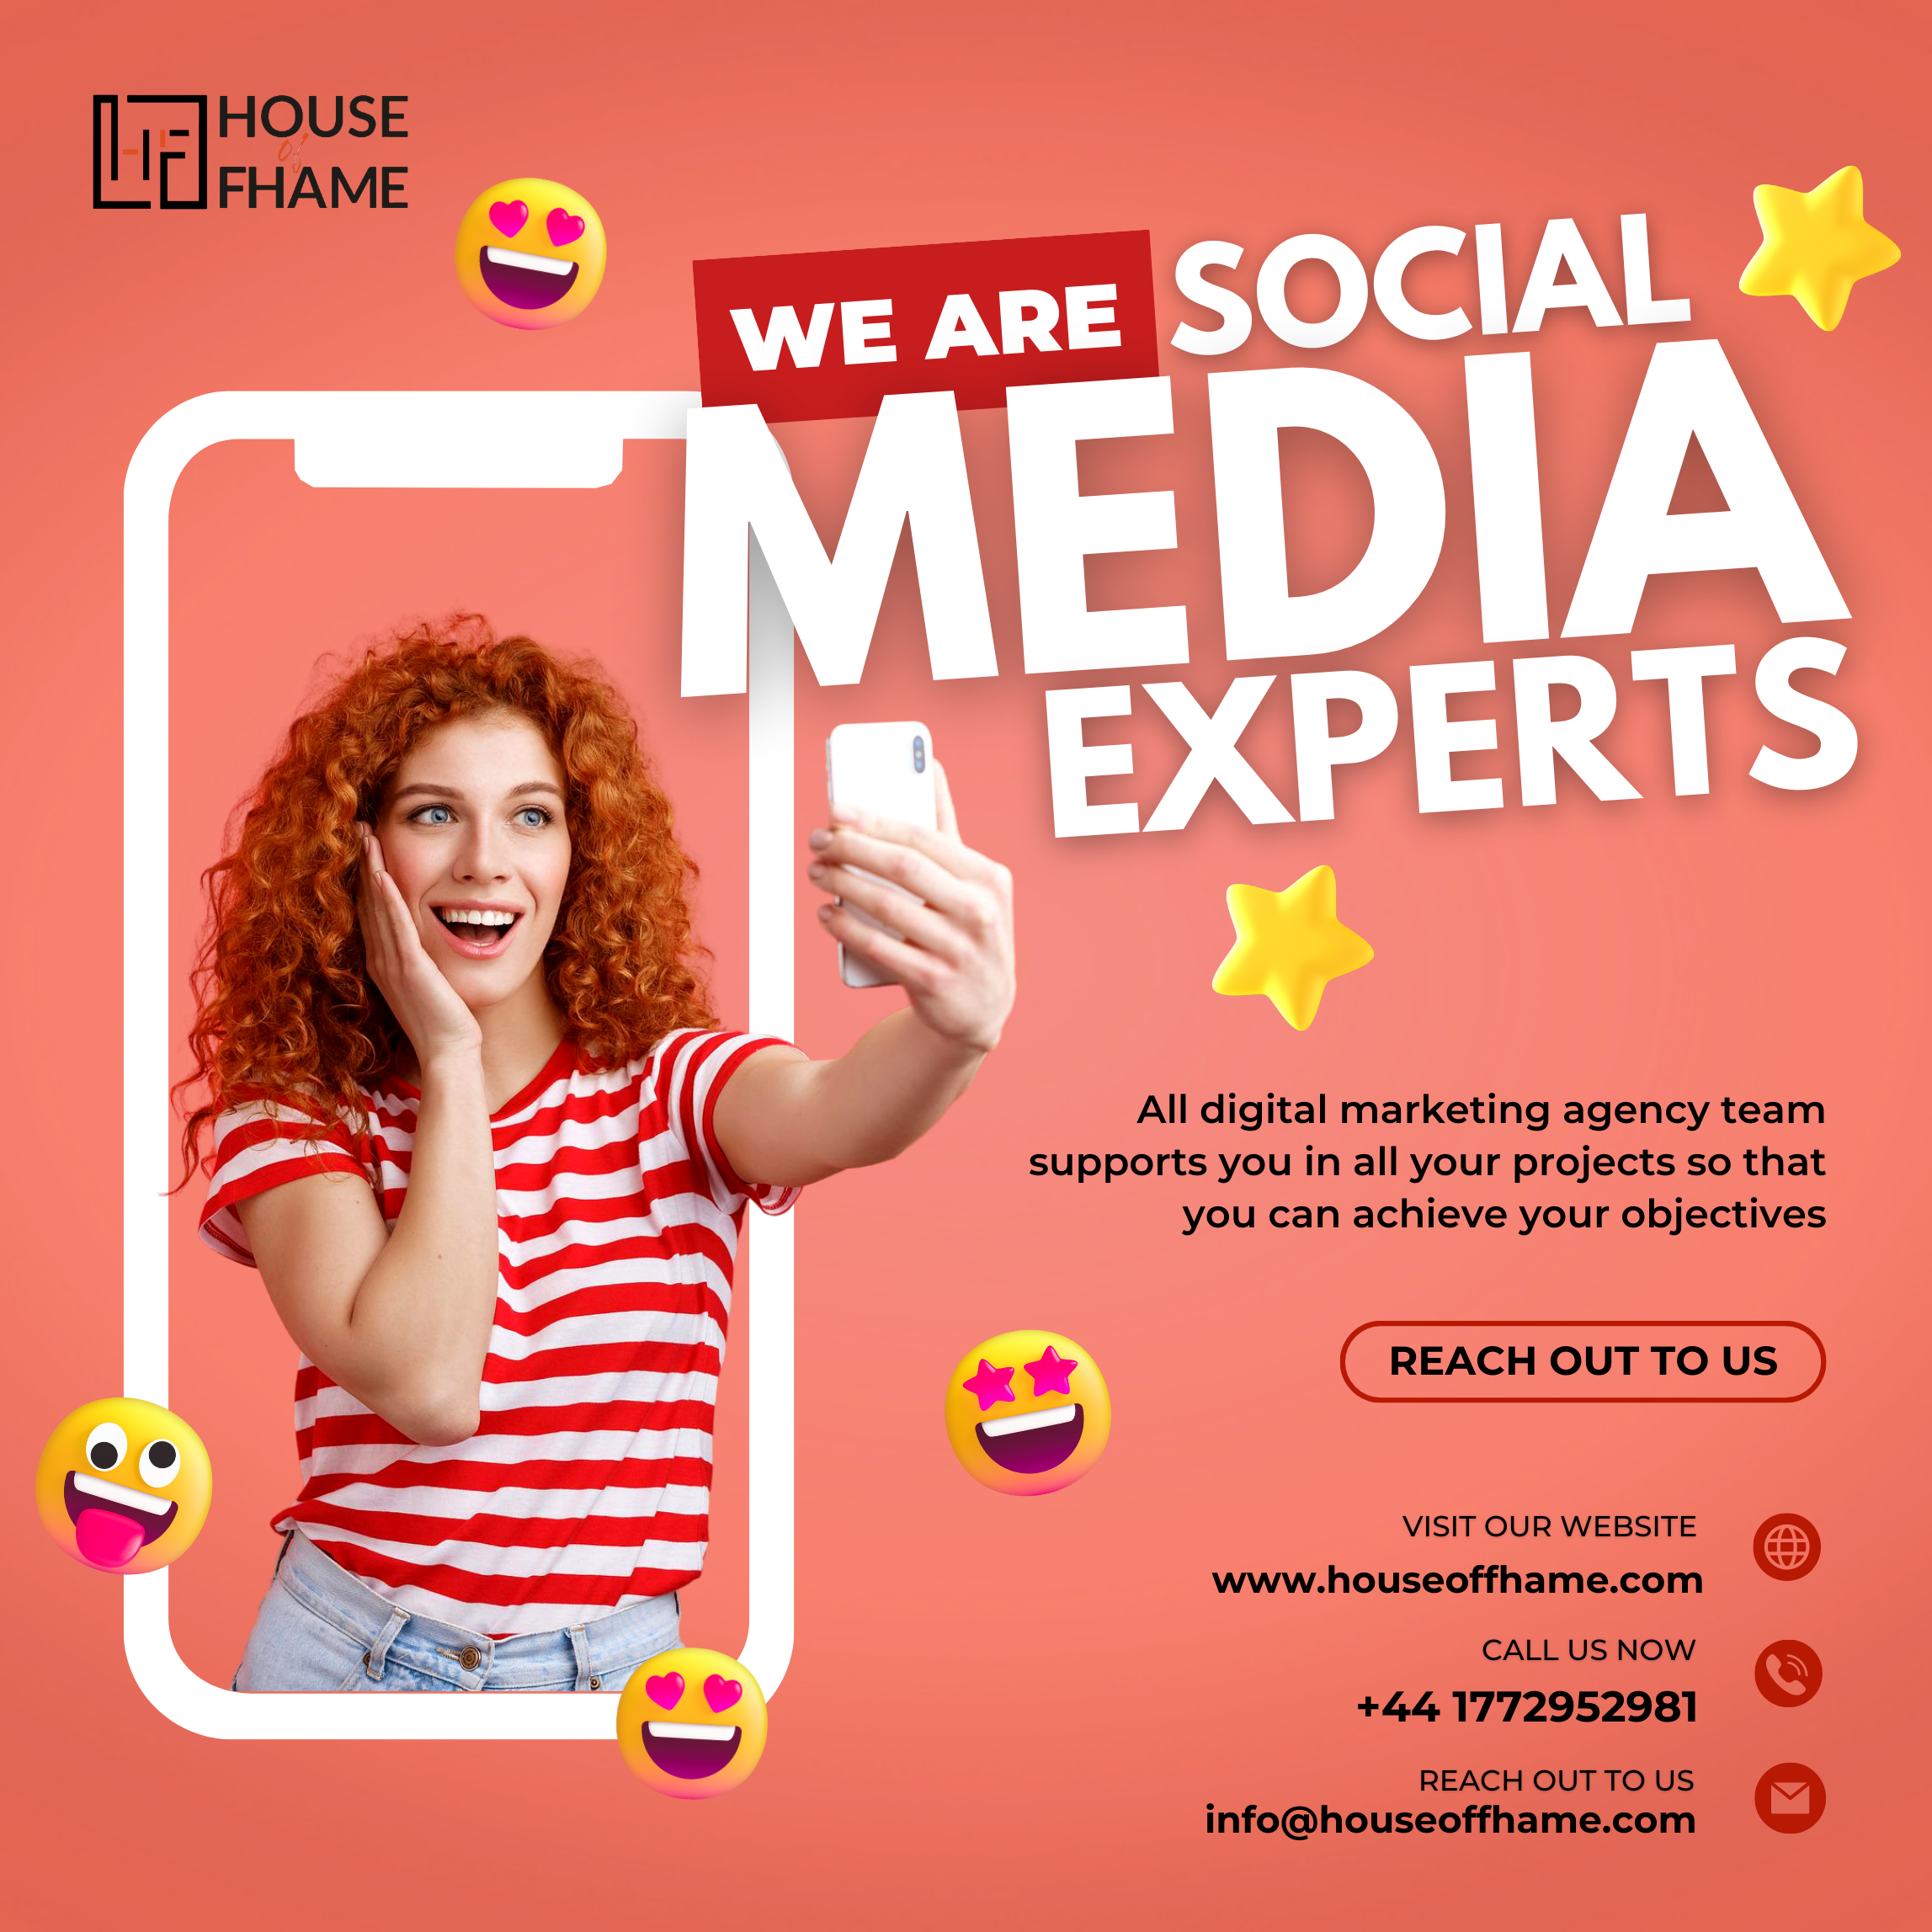 HOUSE
of
FHAME
WE ARE SOCIAL
MEDIA
EXPERTS
All digital marketing agency team
supports you in all your projects so that
you can achieve your objectives
REACH OUT TO US
VISIT OUR WEBSITE
www.houseoffhame.com
CALL US NOW
+44 1772952981
REACH OUT TO US
info@houseoffhame.com